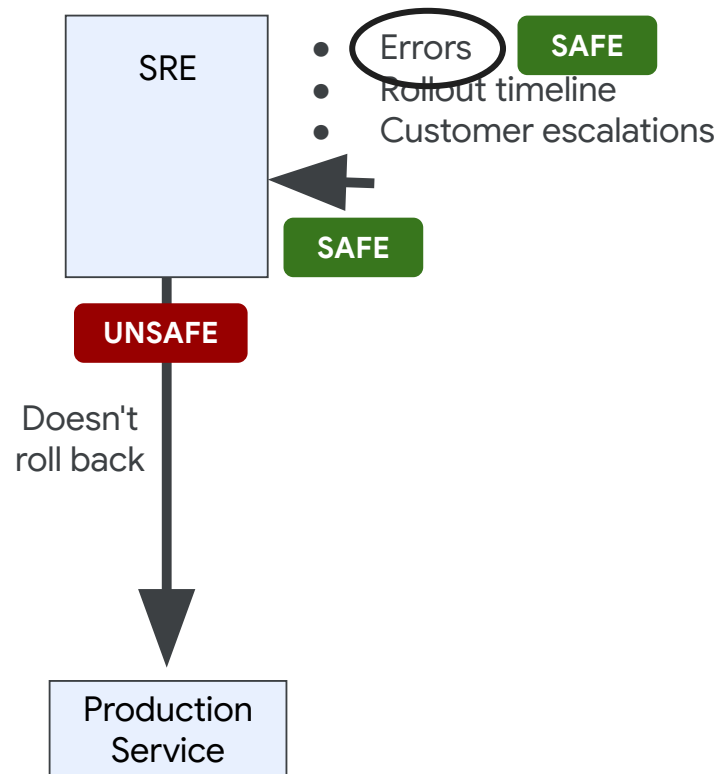 SRE
● Errors
SAFE
● Rollout timeline
● Customer escalations
SAFE
UNSAFE
Doesn't
roll back
Production
Service